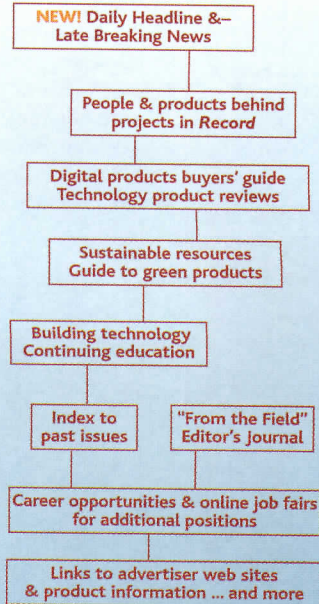 NEW! Daily Headline &–
Late Breaking News
People & products behind
projects in Record
Digital products buyers' guide
Technology product reviews
Sustainable resources
Guide to green products
Building technology
Continuing education
Index to
past issues
"From the Field"
Editor's Journal
Career opportunities & online job fairs
for additional positions
Links to advertiser web sites
& product information ... and more